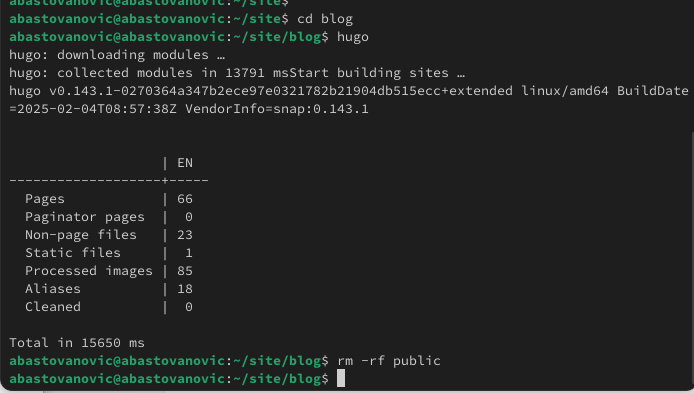 abastovanovic@abastovanovic:~/site$
abastovanovic@abastovanovic:~/site$ cd blog
abastovanovic@abastovanovic:~/site/blog$ hugo
hugo: downloading modules …
hugo: collected modules in 13791 msStart building sites …
hugo v0.143.1-0270364a347b2ece97e0321782b21904db515ecc+extended linux/amd64 BuildDate
=2025-02-04T08:57:38Z VendorInfo=snap:0.143.1
                   | EN
-------------------+-----
  Pages            | 66
  Paginator pages  |  0
  Non-page files   | 23
  Static files     |  1
  Processed images | 85
  Aliases          | 18
  Cleaned          |  0
Total in 15650 ms
abastovanovic@abastovanovic:~/site/blog$ rm -rf public
abastovanovic@abastovanovic:~/site/blog$